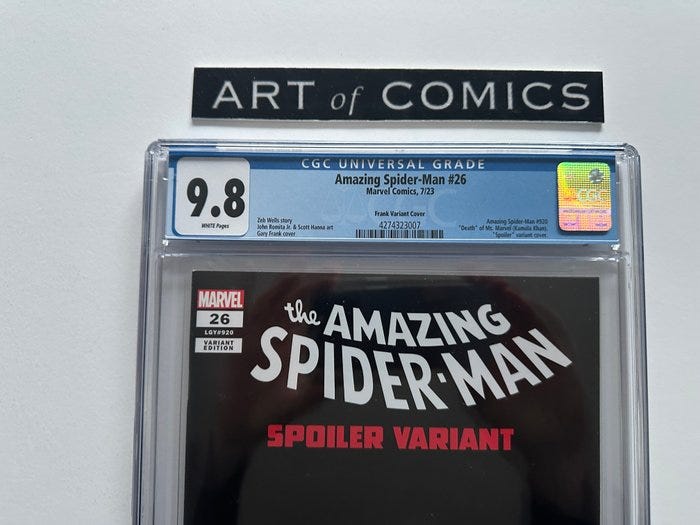 ART of COMICS
CGC UNIVERSAL GRADE
9.8
WHITE Pages
Amazing Spider-Man #26
Marvel Comics, 7/23
Frank Variant Cover
Zeb Wells story
John Romita Jr. & Scott Hanna art
Gary Frank cover
4274323007
Amazing Spider-Man #920
"Death" of Ms. Marvel (Kamala Khan).
"Spoiler" variant cover.
CGC
MARVEL
26
LGY#920
VARIANT
EDITION
the AMAZING
SPIDER-MAN
SPOILER VARIANT